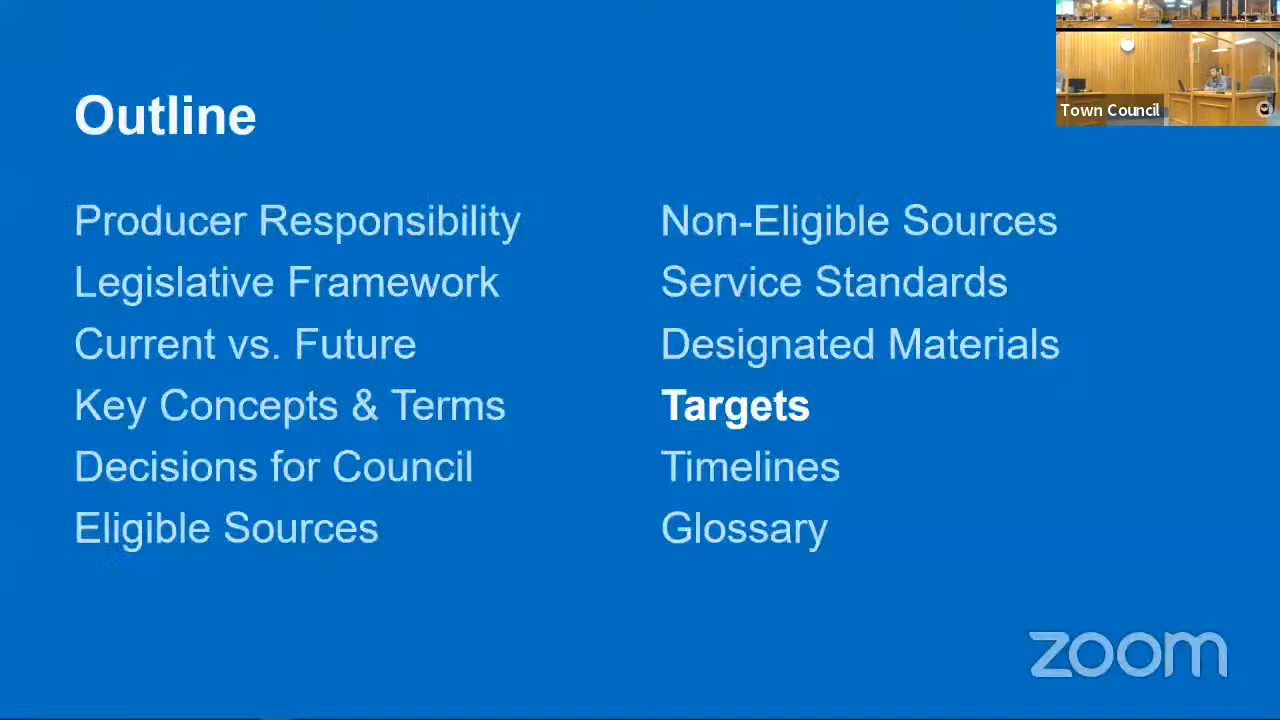 Outline
Producer Responsibility
Legislative Framework
Current vs. Future
Key Concepts & Terms
Decisions for Council
Eligible Sources
Non-Eligible Sources
Service Standards
Designated Materials
Targets
Timelines
Glossary
Town Council
zoom